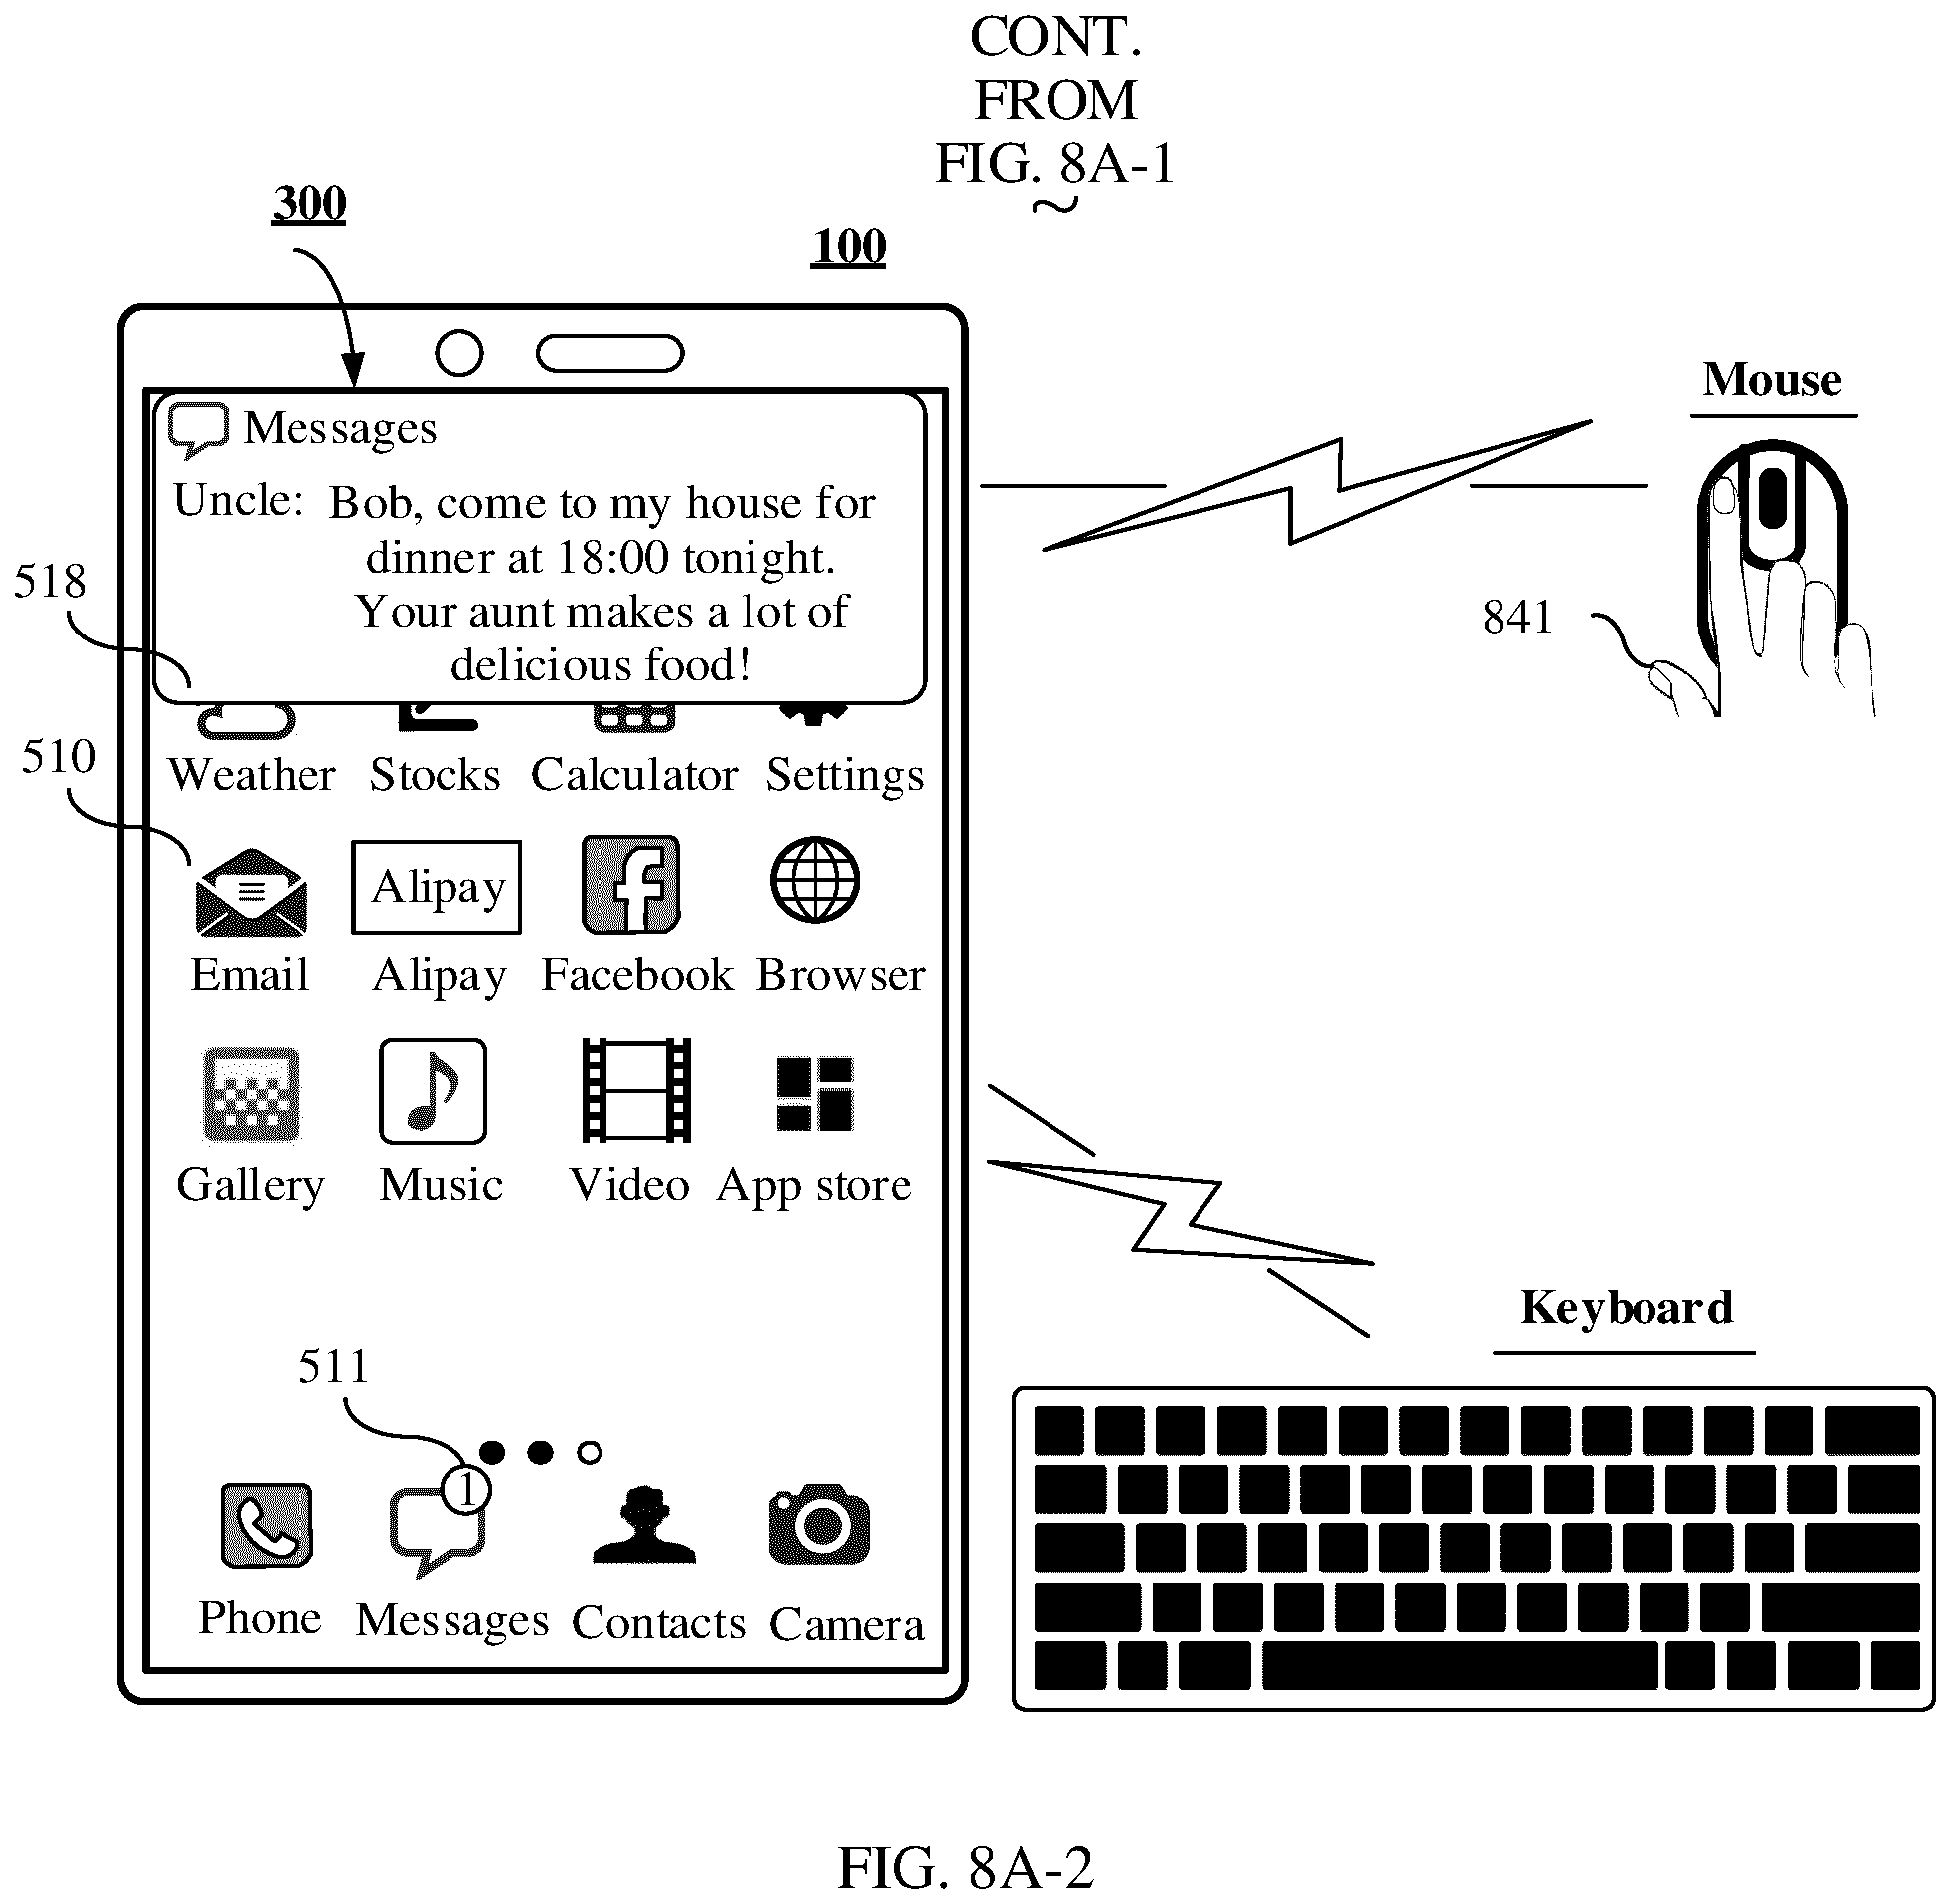 CONT.
FROM
FIG. 8A-1
300
100
Mouse
Messages
Uncle: Bob, come to my house for
dinner at 18:00 tonight.
Your aunt makes a lot of
delicious food!
518
841
510
Weather Stocks Calculator Settings
Alipay
Email Alipay Facebook Browser
Gallery Music Video App store
Keyboard
511
1
Phone Messages Contacts Camera
FIG. 8A-2